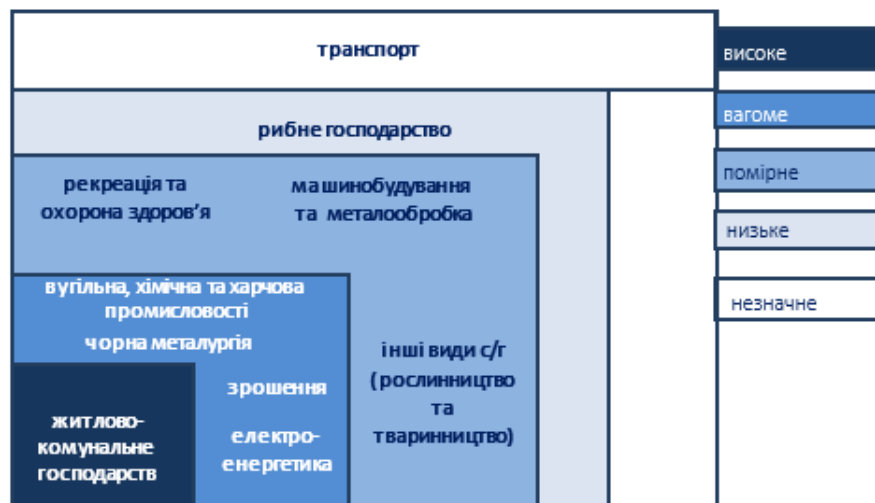 транспорт
високе
вагоме
рибне господарство
помірне
рекреація та
охорона здоров'я
машинобудування
та металообробка
низьке
вугільна, хімічна та харчова
промисловості
незначне
чорна металургія
інші види с/г
(рослинництво
та
тваринництво)
зрошення
електро-
енергетика
житлово-
комунальне
господарств